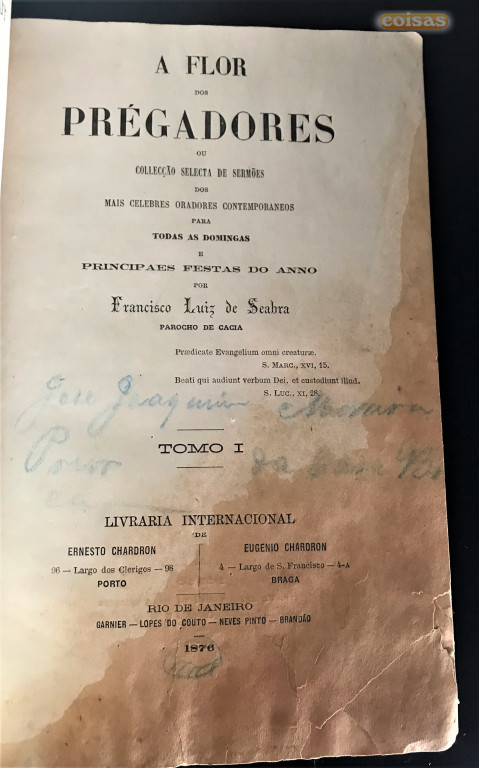 coisas
A FLOR
DOS
PRÉGADORES
OU
COLLECÇÃO SELECTA DE SERMÕES
DOS
MAIS CELEBRES ORADORES CONTEMPORANEOS
PARA
TODAS AS DOMINGAS
E
PRINCIPAES FESTAS DO ANNO
POR
Francisco Luiz de Seabra
PAROCHO DE CACIA
Prædicate Evangelium omni creaturæ.
S. MARC., XVI, 15.
Beati qui audiunt verbum Dei, et custodiunt illud.
S. LUC., XI, 28.
Jose Joaquim
TOMO I
da
LIVRARIA INTERNACIONAL
DE
ERNESTO CHARDRON
96 — Largo dos Clerigos — 98
PORTO
EUGENIO CHARDRON
4 — Largo de S. Francisco — 4-A
BRAGA
RIO DE JANEIRO
GARNIER — LOPES DO COUTO — NEVES PINTO — BRANDÃO
1876